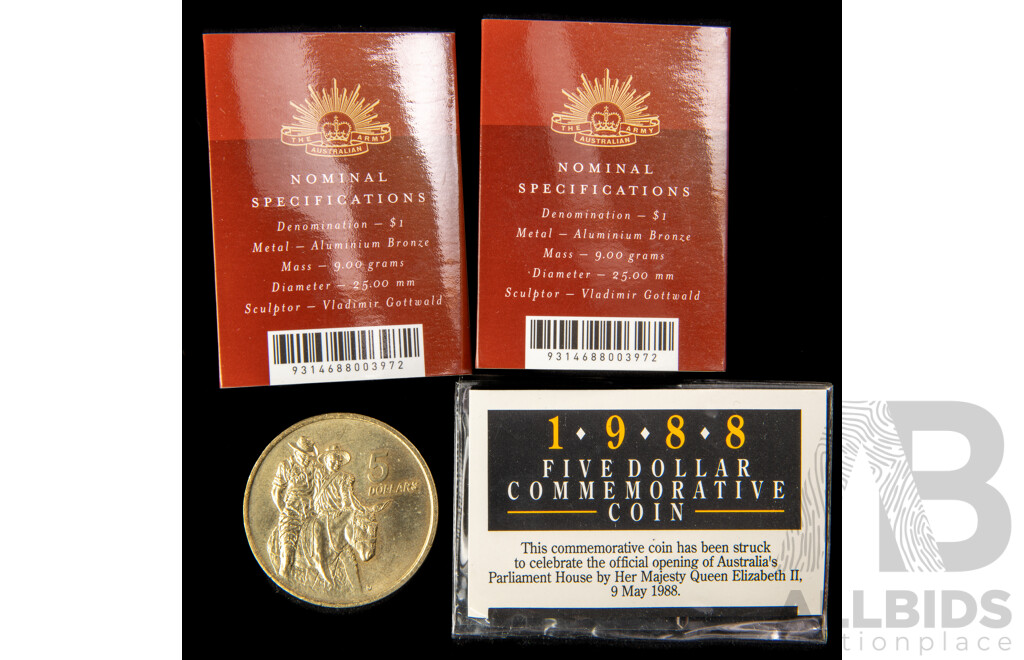 THE ARMY
AUSTRALIAN
NOMINAL
SPECIFICATIONS
Denomination – $1
Metal – Aluminium Bronze
Mass – 9.00 grams
Diameter – 25.00 mm
Sculptor – Vladimir Gottwald
9314688003972
THE ARMY
AUSTRALIAN
NOMINAL
SPECIFICATIONS
Denomination – $1
Metal – Aluminium Bronze
Mass – 9.00 grams
Diameter – 25.00 mm
Sculptor – Vladimir Gottwald
9314688003972
5
DOLLARS
1·9·8·8
FIVE DOLLAR
COMMEMORATIVE
COIN
This commemorative coin has been struck
to celebrate the official opening of Australia's
Parliament House by Her Majesty Queen Elizabeth II,
9 May 1988.
AB
ALLBIDS
auctionplace